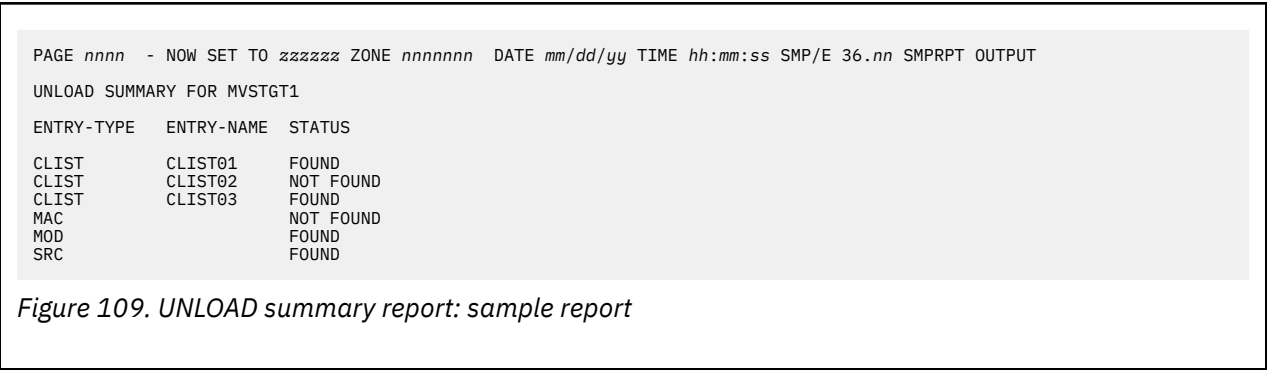 PAGE nnnn - NOW SET TO zzzzzz ZONE nnnnnnn DATE mm/dd/yy TIME hh:mm:ss SMP/E 36.nn SMPRPT OUTPUT
UNLOAD SUMMARY FOR MVSTGT1
ENTRY-TYPE ENTRY-NAME STATUS
CLIST CLIST01 FOUND
CLIST CLIST02 NOT FOUND
CLIST CLIST03 FOUND
MAC NOT FOUND
MOD FOUND
SRC FOUND
Figure 109. UNLOAD summary report: sample report